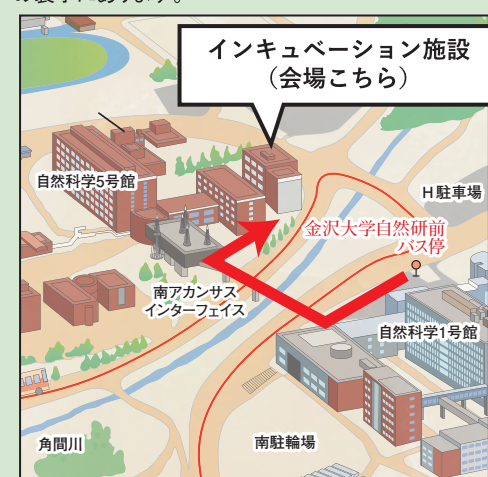 インキュベーション施設
（会場こちら）
自然科学5号館
H駐車場
金沢大学自然研前
バス停
南アカンサス
インターフェイス
自然科学1号館
角間川
南駐輪場